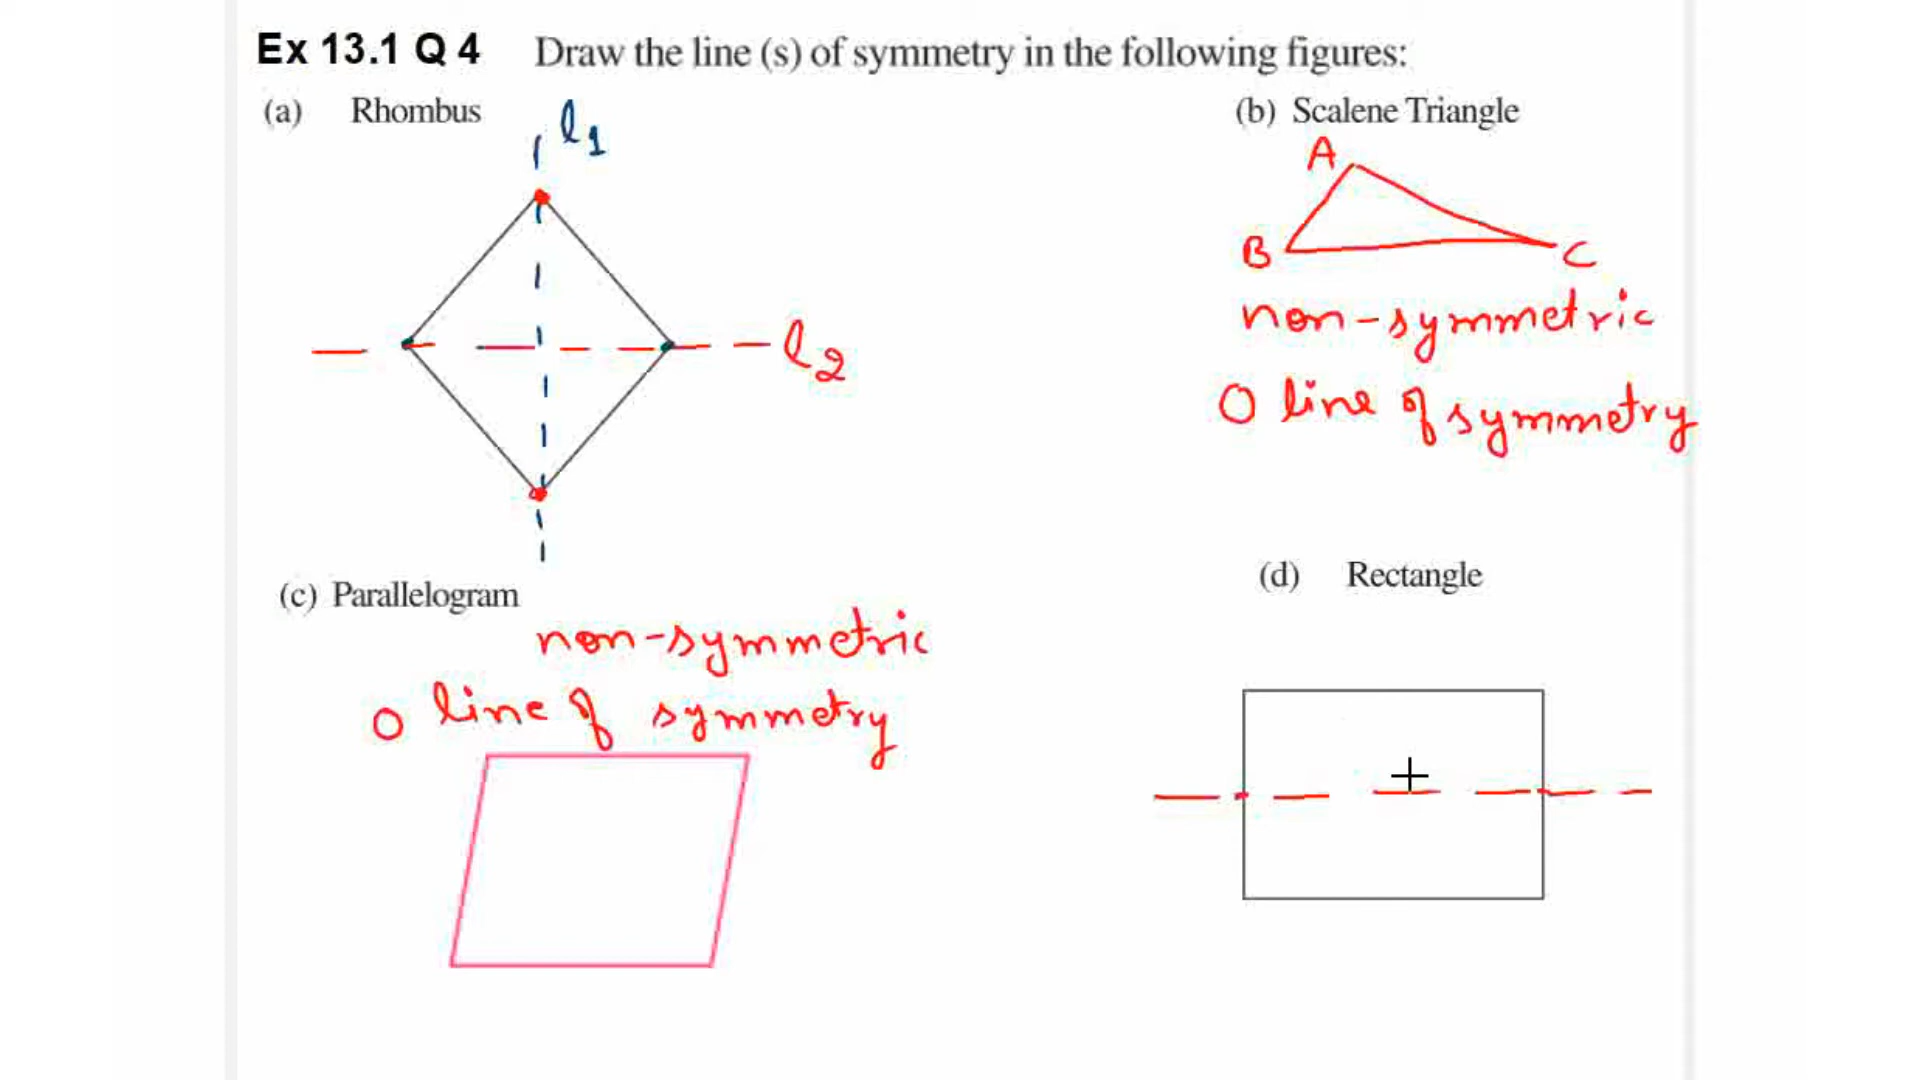 Ex 13.1 Q 4 Draw the line (s) of symmetry in the following figures:
(a) Rhombus
l1
l2
(b) Scalene Triangle
A
B
C
non-symmetric
0 line of symmetry
(c) Parallelogram
non-symmetric
0 line of symmetry
(d) Rectangle